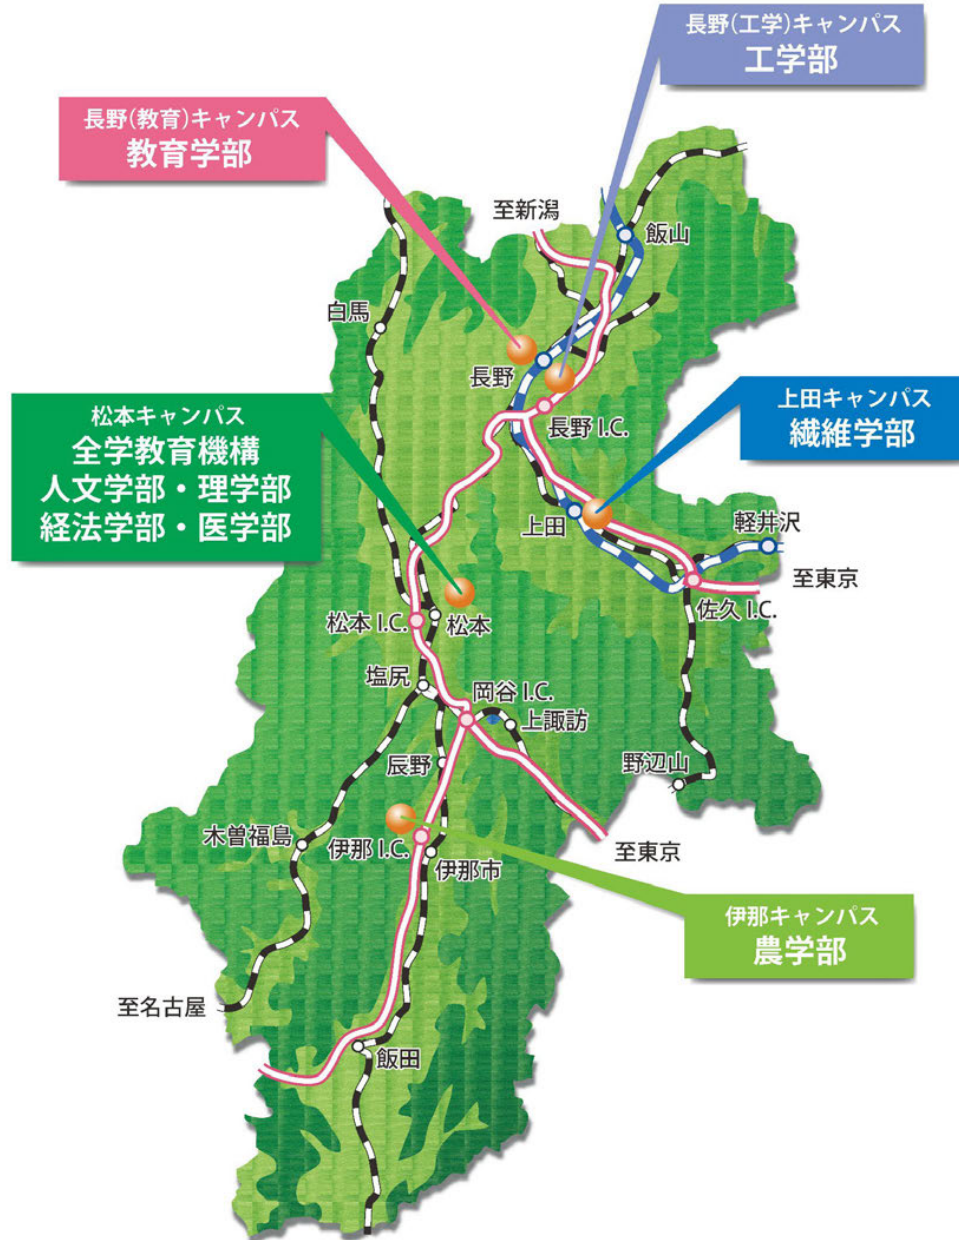 長野(工学)キャンパス
工学部
長野(教育)キャンパス
教育学部
至新潟
飯山
白馬
長野
長野 I.C.
松本キャンパス
全学教育機構
人文学部・理学部
経法学部・医学部
上田キャンパス
繊維学部
上田
軽井沢
至東京
佐久 I.C.
松本 I.C.
松本
塩尻
岡谷 I.C.
上諏訪
辰野
野辺山
木曽福島
伊那 I.C.
伊那市
至東京
伊那キャンパス
農学部
至名古屋
飯田